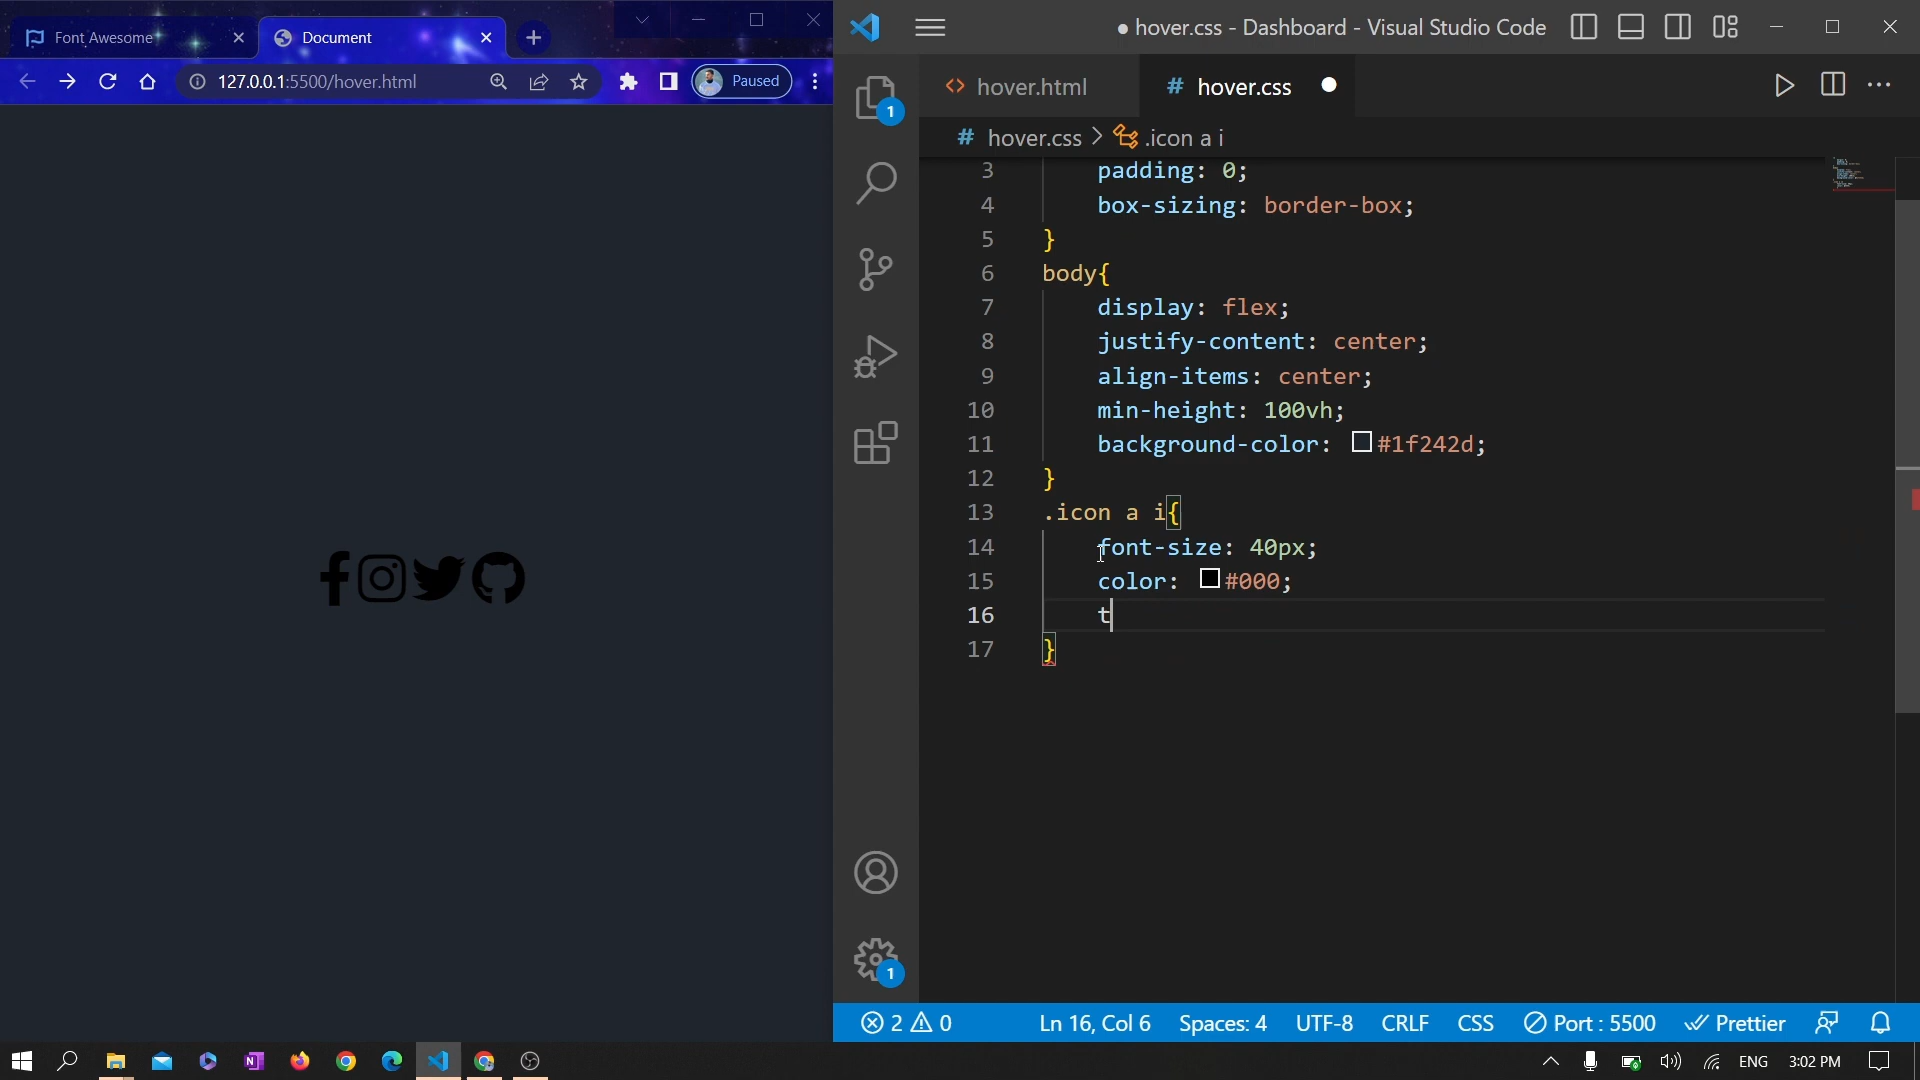 Font Awesome
Document
127.0.0.1:5500/hover.html
Paused
● hover.css - Dashboard - Visual Studio Code
hover.html
# hover.css
# hover.css > .icon a i
1
3 padding: 0;
4 box-sizing: border-box;
5 }
6 body{
7 display: flex;
8 justify-content: center;
9 align-items: center;
10 min-height: 100vh;
11 background-color: #1f242d;
12 }
13 .icon a i{
14 font-size: 40px;
15 color: #000;
16 t
17 }
1
2 0 Ln 16, Col 6 Spaces: 4 UTF-8 CRLF CSS Port : 5500 Prettier
ENG 3:02 PM